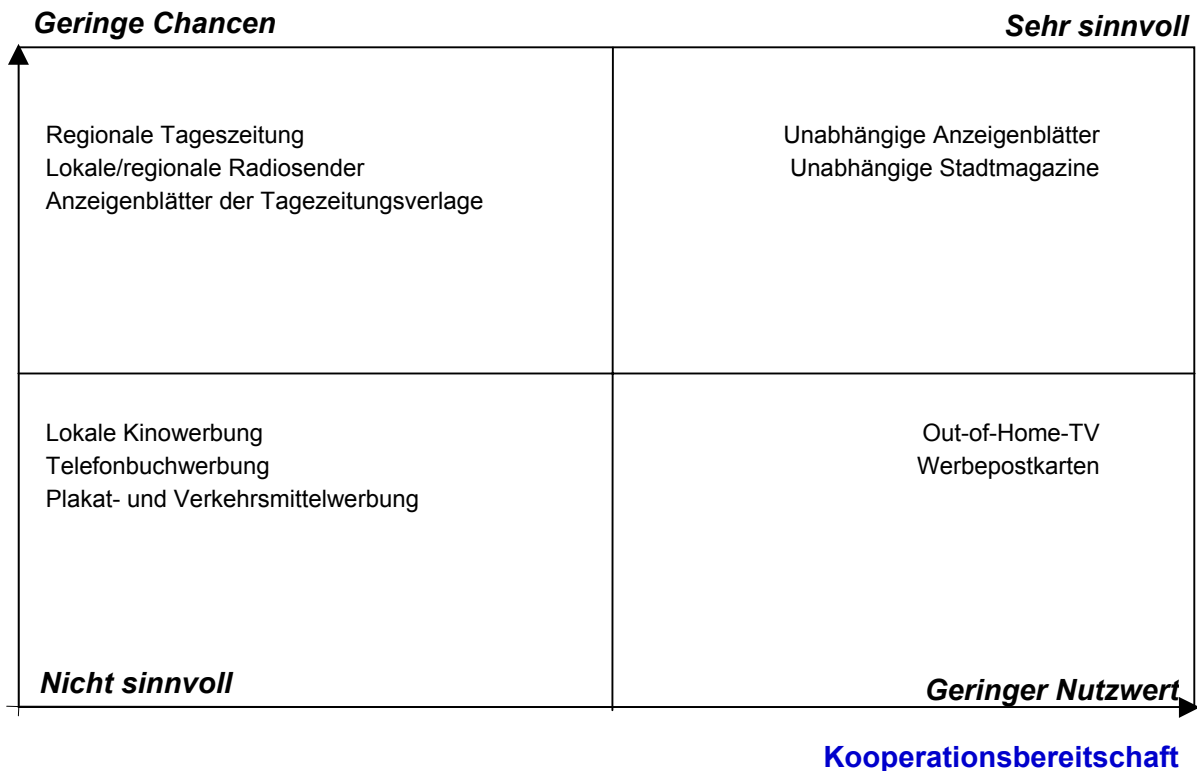 Geringe Chancen
Sehr sinnvoll
Regionale Tageszeitung
Lokale/regionale Radiosender
Anzeigenblätter der Tagezeitungsverlage
Unabhängige Anzeigenblätter
Unabhängige Stadtmagazine
Lokale Kinowerbung
Telefonbuchwerbung
Plakat- und Verkehrsmittelwerbung
Out-of-Home-TV
Werbepostkarten
Nicht sinnvoll
Geringer Nutzwert
Kooperationsbereitschaft